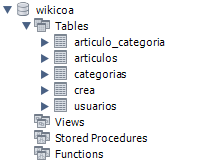 wikicoa
Tables
articulo_categoria
articulos
categorias
crea
usuarios
Views
Stored Procedures
Functions